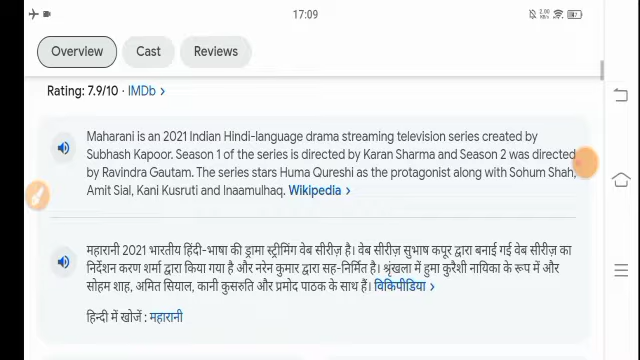 17:09
Overview Cast Reviews
Rating: 7.9/10 · IMDb >
Maharani is an 2021 Indian Hindi-language drama streaming television series created by
Subhash Kapoor. Season 1 of the series is directed by Karan Sharma and Season 2 was directed
by Ravindra Gautam. The series stars Huma Qureshi as the protagonist along with Sohum Shah,
Amit Sial, Kani Kusruti and Inaamulhaq. Wikipedia >
महारानी 2021 भारतीय हिंदी-भाषा की ड्रामा स्ट्रीमिंग वेब सीरीज़ है। वेब सीरीज़ सुभाष कपूर द्वारा बनाई गई वेब सीरीज़ का
निर्देशन करण शर्मा द्वारा किया गया है और नरेन कुमार द्वारा सह-निर्मित है। श्रृंखला में हुमा कुरैशी नायिका के रूप में और
सोहम शाह, अमित सियाल, कानी कुसरुति और प्रमोद पाठक के साथ हैं। विकिपीडिया >
हिन्दी में खोजें : महारानी